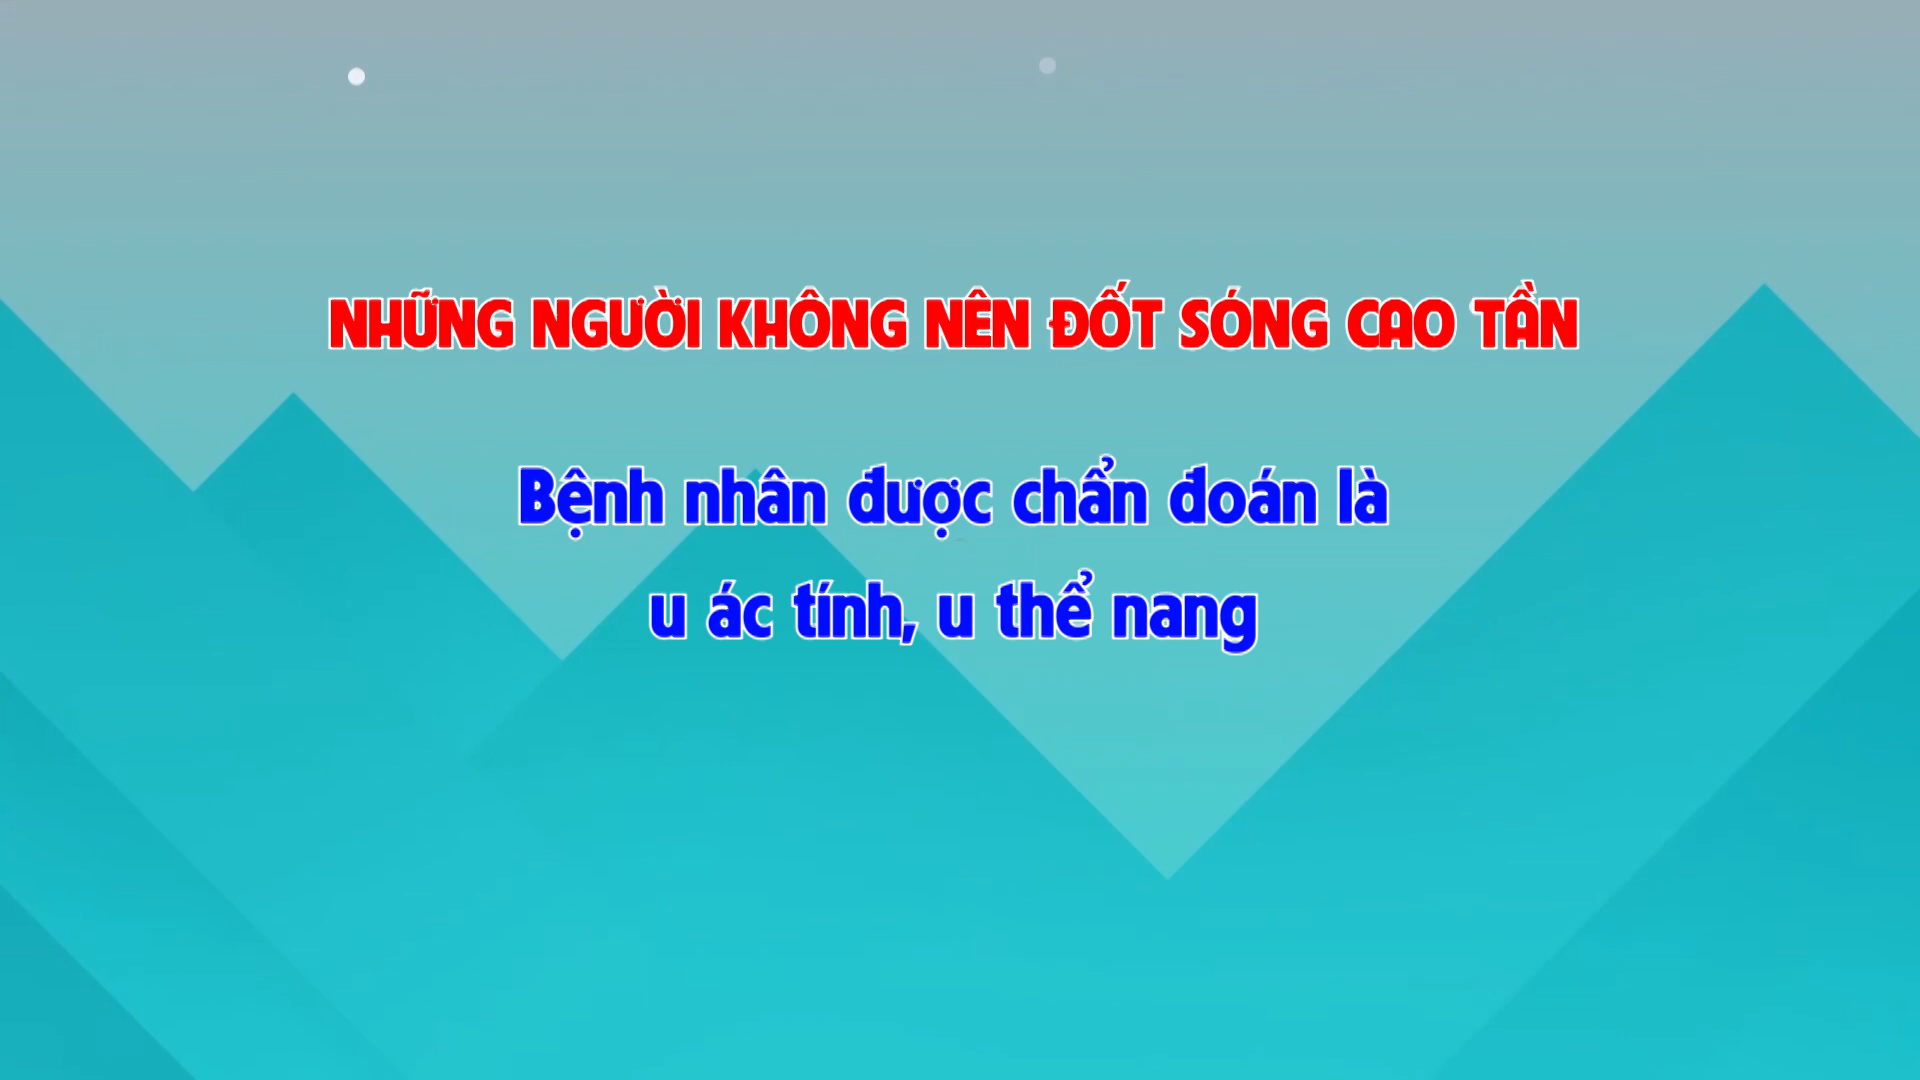 NHỮNG NGƯỜI KHÔNG NÊN ĐỐT SÓNG CAO TẦN
Bệnh nhân được chẩn đoán là
u ác tính, u thể nang